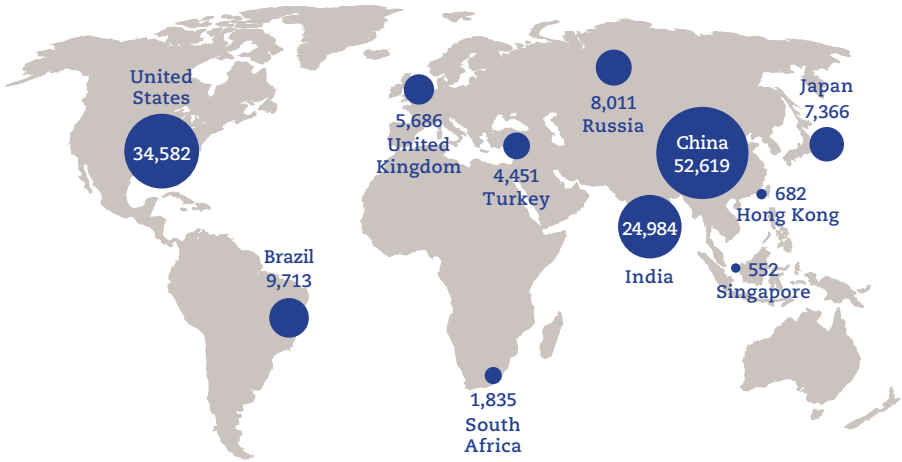 United
States
34,582
5,686
United
Kingdom
4,451
Turkey
8,011
Russia
China
52,619
Japan
7,366
682
Hong Kong
24,984
India
552
Singapore
Brazil
9,713
1,835
South
Africa